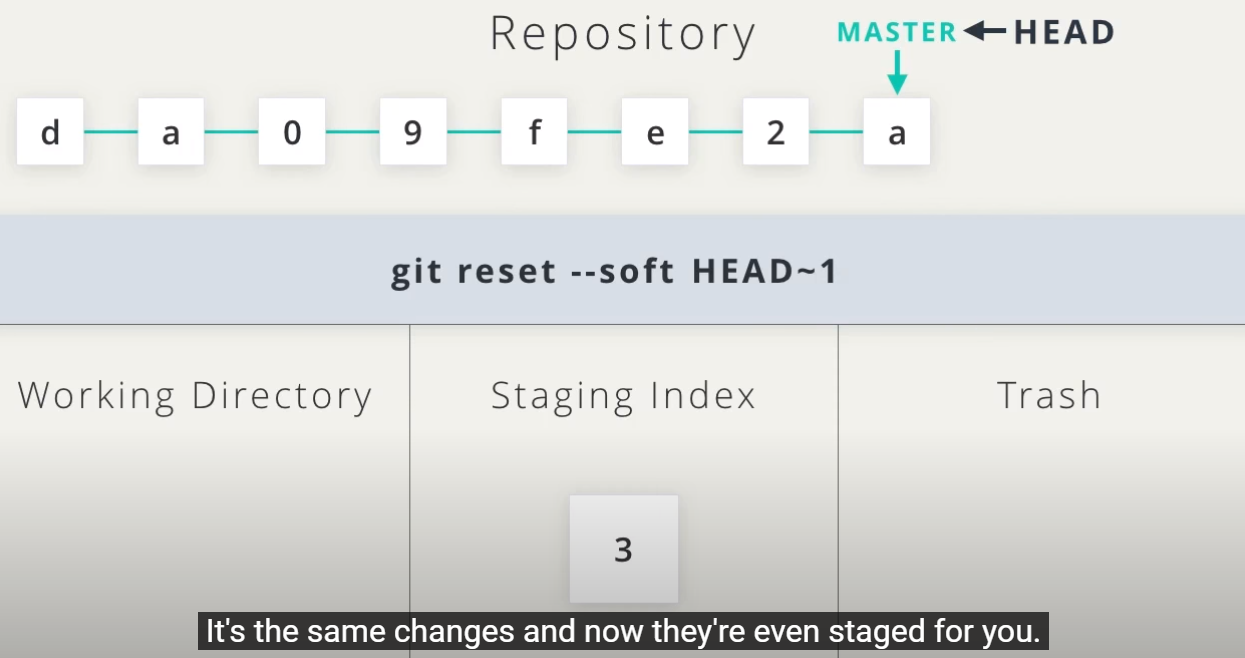 Repository
MASTER HEAD
d a 0 9 f e 2 a
git reset --soft HEAD~1
Working Directory
Staging Index
Trash
3
It's the same changes and now they're even staged for you.